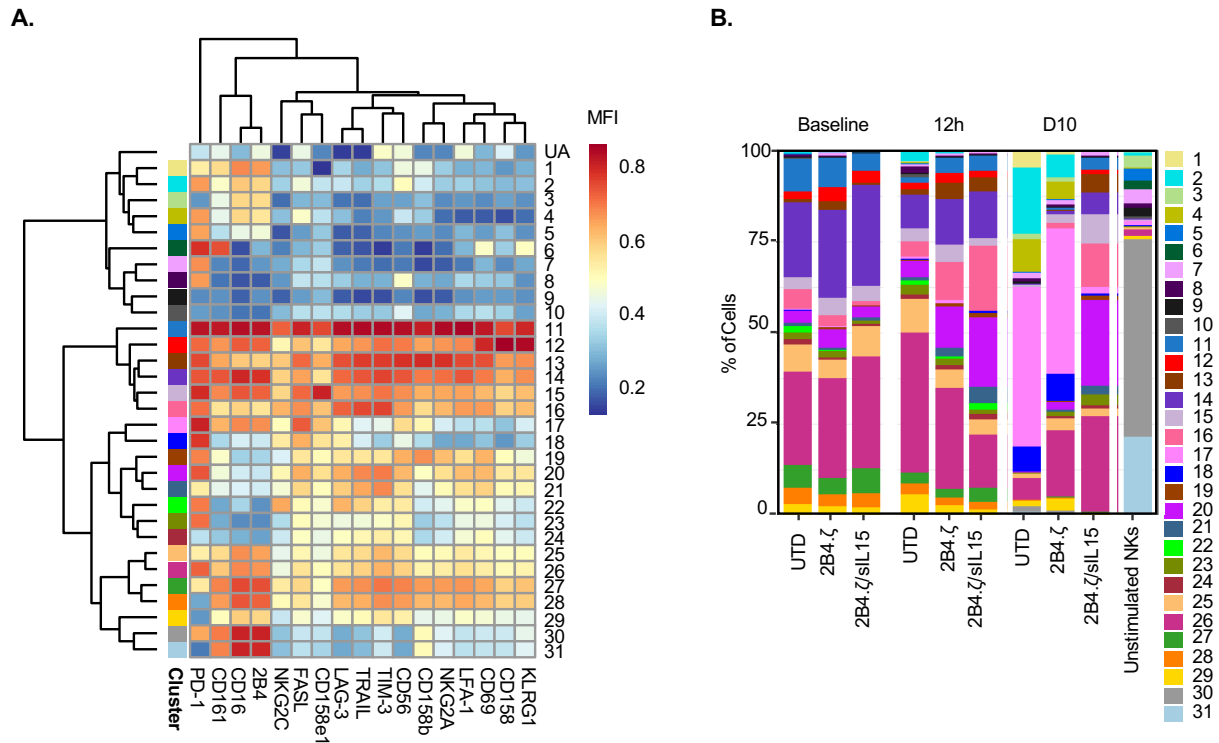 A.
B.
MFI
0.8
0.6
0.4
0.2
UA
1
2
3
4
5
6
7
8
9
10
11
12
13
14
15
16
17
18
19
20
21
22
23
24
25
26
27
28
29
30
31
Cluster
PD-1
CD161
CD16
2B4
NKG2C
FASL
CD158e1
LAG-3
TRAIL
TIM-3
CD56
CD158b
NKG2A
LFA-1
CD69
CD158
KLRG1
Baseline
12h
D10
% of Cells
100
75
50
25
0
UTD
2B4.ζ
2B4.ζ/sIL15
UTD
2B4.ζ
2B4.ζ/sIL15
UTD
2B4.ζ
2B4.ζ/sIL15
Unstimulated NKs
1
2
3
4
5
6
7
8
9
10
11
12
13
14
15
16
17
18
19
20
21
22
23
24
25
26
27
28
29
30
31